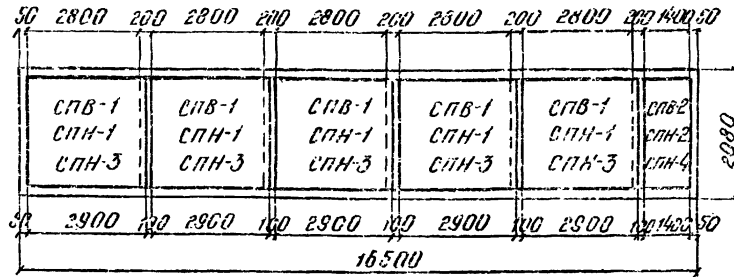 50 2800 200 2800 200 2800 200 2800 200 2800 200 1400 50
СПВ-1 СПВ-1 СПВ-1 СПВ-1 СПВ-1 СПВ-2
СПН-1 СПН-1 СПН-1 СПН-1 СПН-1 СПН-2
СПН-3 СПН-3 СПН-3 СПН-3 СПН-3 СПН-4
2080
50 2900 100 2900 100 2900 100 2900 100 2900 100 1400 50
16500